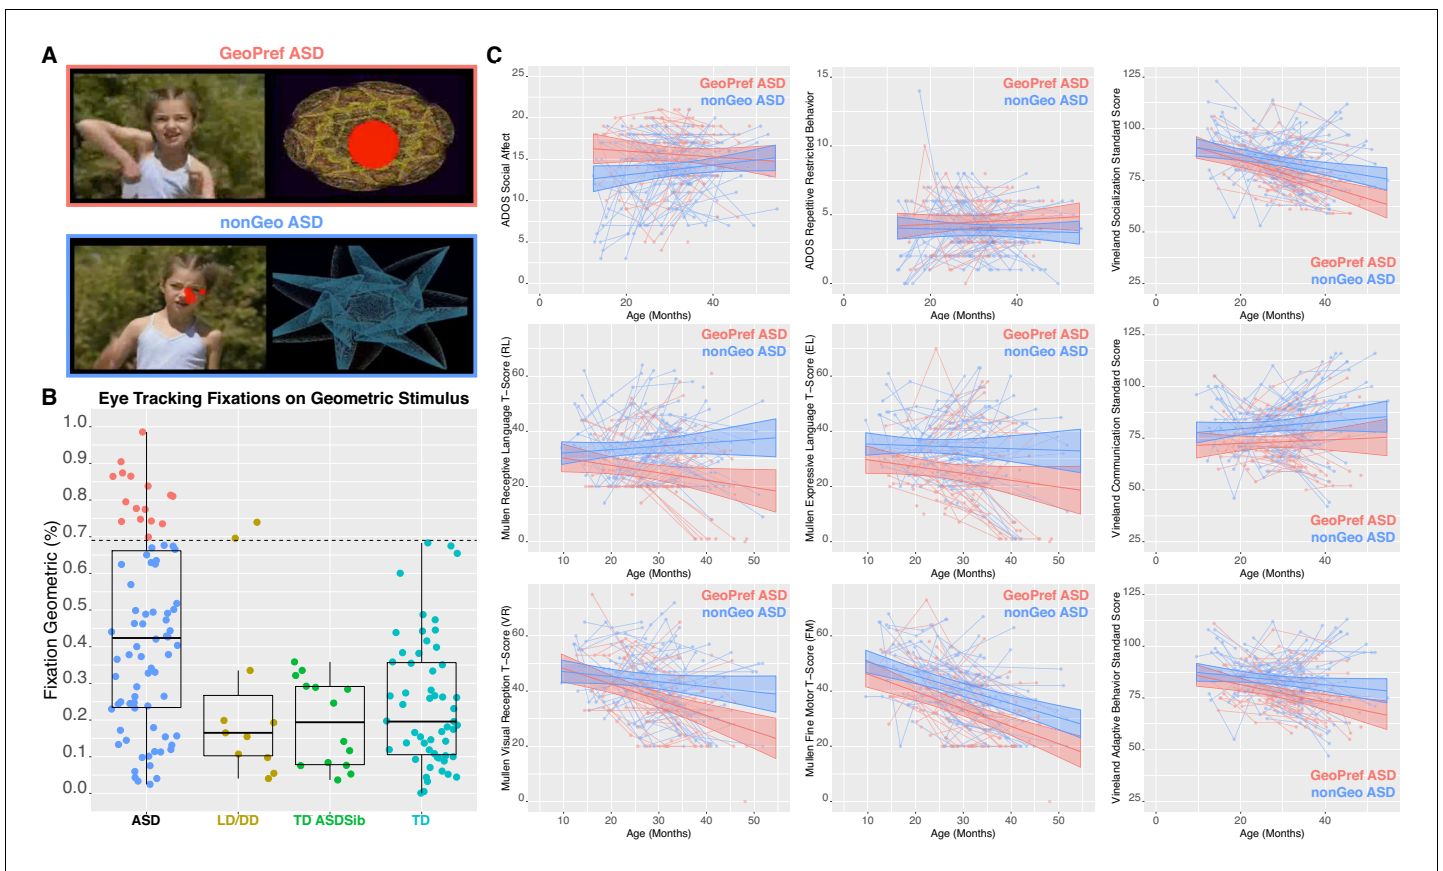 A
GeoPref ASD
nonGeo ASD
B
Eye Tracking Fixations on Geometric Stimulus
Fixation Geometric (%)
1.0
0.9
0.8
0.7
0.6
0.5
0.4
0.3
0.2
0.1
0.0
ASD
LD/DD
TD ASDSib
TD
C
ADOS Social Affect
25
20
15
10
5
0
GeoPref ASD
nonGeo ASD
0
20
40
Age (Months)
ADOS Repetitive Restricted Behavior
15
10
5
0
GeoPref ASD
nonGeo ASD
0
20
40
Age (Months)
Vineland Socialization Standard Score
125
100
75
50
25
GeoPref ASD
nonGeo ASD
0
20
40
Age (Months)
Mullen Receptive Language T−Score (RL)
60
40
20
0
GeoPref ASD
nonGeo ASD
10
20
30
40
50
Age (Months)
Mullen Expressive Language T−Score (EL)
60
40
20
0
GeoPref ASD
nonGeo ASD
10
20
30
40
50
Age (Months)
Vineland Communication Standard Score
125
100
75
50
25
GeoPref ASD
nonGeo ASD
0
20
40
Age (Months)
Mullen Visual Reception T−Score (VR)
60
40
20
0
GeoPref ASD
nonGeo ASD
10
20
30
40
50
Age (Months)
Mullen Fine Motor T−Score (FM)
60
40
20
0
GeoPref ASD
nonGeo ASD
10
20
30
40
50
Age (Months)
Vineland Adaptive Behavior Standard Score
125
100
75
50
25
GeoPref ASD
nonGeo ASD
0
20
40
Age (Months)